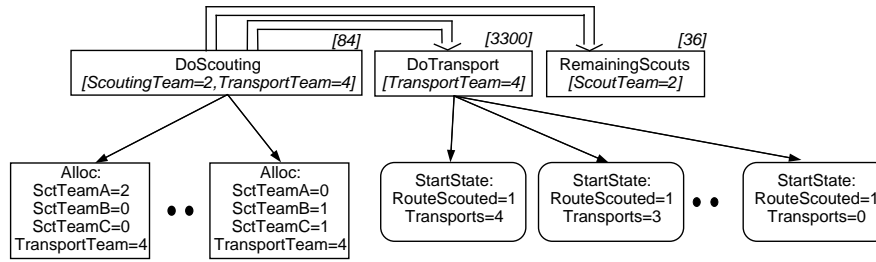 [84]
DoScouting
[ScoutingTeam=2,TransportTeam=4]
[3300]
DoTransport
[TransportTeam=4]
[36]
RemainingScouts
[ScoutTeam=2]
Alloc:
SctTeamA=2
SctTeamB=0
SctTeamC=0
TransportTeam=4
Alloc:
SctTeamA=0
SctTeamB=1
SctTeamC=1
TransportTeam=4
StartState:
RouteScouted=1
Transports=4
StartState:
RouteScouted=1
Transports=3
StartState:
RouteScouted=1
Transports=0